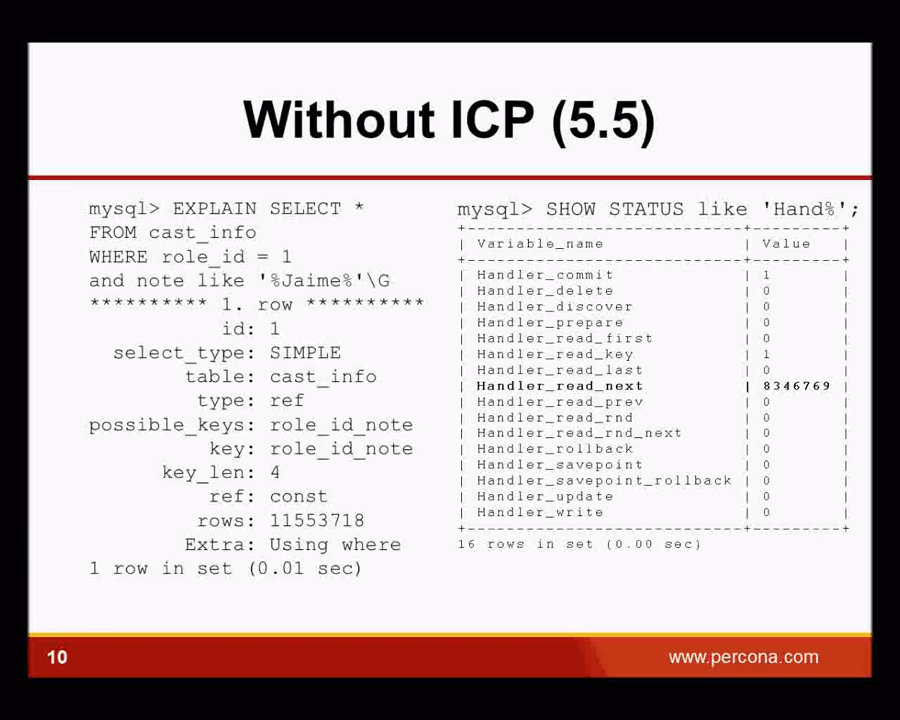 Without ICP (5.5)
mysql> EXPLAIN SELECT *
FROM cast_info
WHERE role_id = 1
and note like '%Jaime%'\G
********** 1. row **********
id: 1
select_type: SIMPLE
table: cast_info
type: ref
possible_keys: role_id_note
key: role_id_note
key_len: 4
ref: const
rows: 11553718
Extra: Using where
1 row in set (0.01 sec)
mysql> SHOW STATUS like 'Hand%';
+----------------------------+---------+
| Variable_name | Value |
+----------------------------+---------+
| Handler_commit | 1 |
| Handler_delete | 0 |
| Handler_discover | 0 |
| Handler_prepare | 0 |
| Handler_read_first | 0 |
| Handler_read_key | 1 |
| Handler_read_last | 0 |
| Handler_read_next | 8346769 |
| Handler_read_prev | 0 |
| Handler_read_rnd | 0 |
| Handler_read_rnd_next | 0 |
| Handler_rollback | 0 |
| Handler_savepoint | 0 |
| Handler_savepoint_rollback | 0 |
| Handler_update | 0 |
| Handler_write | 0 |
+----------------------------+---------+
16 rows in set (0.00 sec)
10
www.percona.com